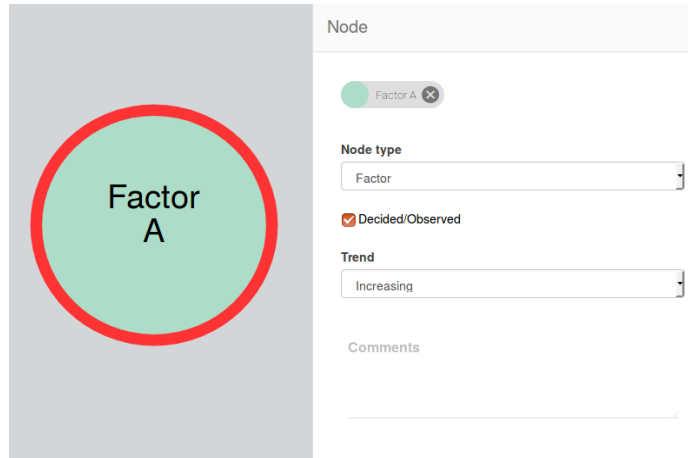 Factor
A
Node
Factor A
Node type
Factor
Decided/Observed
Trend
Increasing
Comments